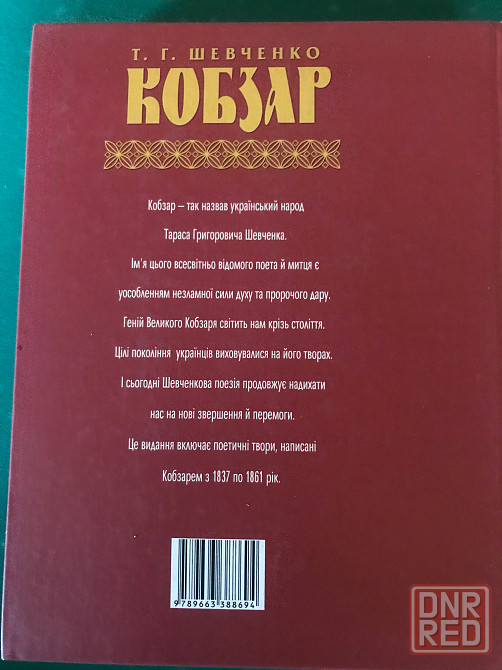 Т. Г. ШЕВЧЕНКО
КОБЗАР
Кобзар – так назвав український народ
Тараса Григоровича Шевченка.
Ім'я цього всесвітньо відомого поета й митця є
уособленням незламної сили духу та пророчого дару.
Геній Великого Кобзаря світить нам крізь століття.
Цілі покоління українців виховувалися на його творах.
І сьогодні Шевченкова поезія продовжує надихати
нас на нові звершення й перемоги.
Це видання включає поетичні твори, написані
Кобзарем з 1837 по 1861 рік.
9 789663 388694
DNR
RED